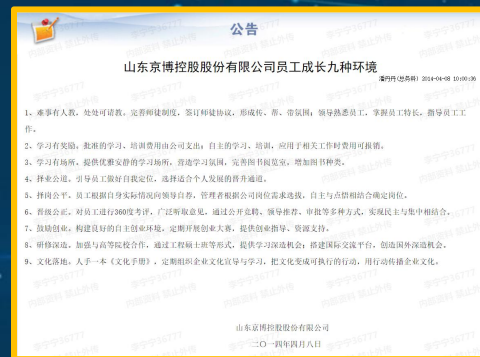 公告
山东京博控股股份有限公司员工成长九种环境
潘丹丹(总务科) 2014-04-08 10:00:36
1、难事有人教，处处可请教。完善师徒制度，签订师徒协议，形成传、帮、带氛围；领导熟悉员工，掌握员工特长，指导员工工
作。
2、学习有奖励；批准的学习、培训费用由公司支出；自主的学习、培训，应用于相关工作时费用可报销。
3、学习有场所。提供优雅安静的学习场所，营造学习氛围，完善图书阅览室，增加图书种类。
4、择业公道。引导员工做好自我定位，选择适合个人发展的晋升通道。
5、择岗公平。员工根据自身实际情况向领导自荐，管理者根据公司岗位需求选拔，自主与点悟相结合确定岗位。
6、晋级公正。对员工进行360度考评，广泛听取意见，通过公开竞聘、领导推荐、审批等多种方式，实现民主与集中相结合。
7、鼓励创业。构建良好的自主创业环境。定期开展创业大赛，提供创业指导、资源支持。
8、研修深造。加强与高等院校合作，通过工程硕士班等形式，提供学习深造机会；搭建国际交流平台，创造国外深造机会。
9、文化落地。人手一本《文化手册》，定期组织企业文化宣导与学习，把文化变成可执行的行动，用行动传播企业文化。
山东京博控股股份有限公司
二〇一四年四月八日